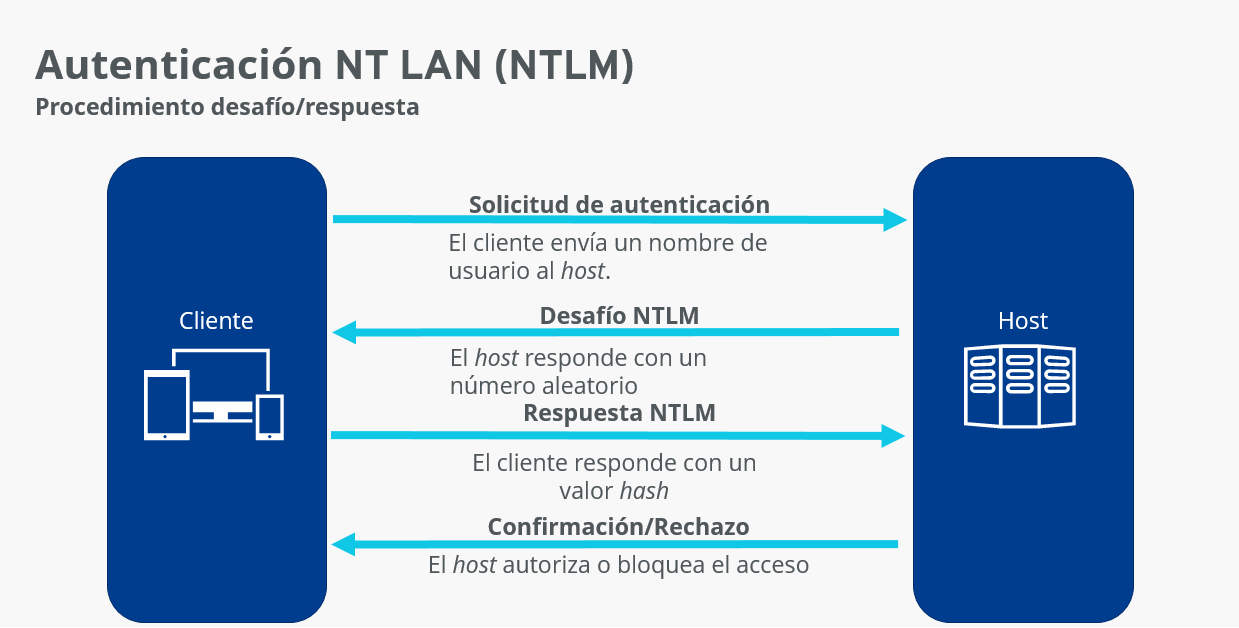 Autenticación NT LAN (NTLM)
Procedimiento desafío/respuesta
Solicitud de autenticación
El cliente envía un nombre de
usuario al host.
Cliente
Desafío NTLM
Host
El host responde con un
número aleatorio
Respuesta NTLM
El cliente responde con un
valor hash
Confirmación/Rechazo
El host autoriza o bloquea el acceso